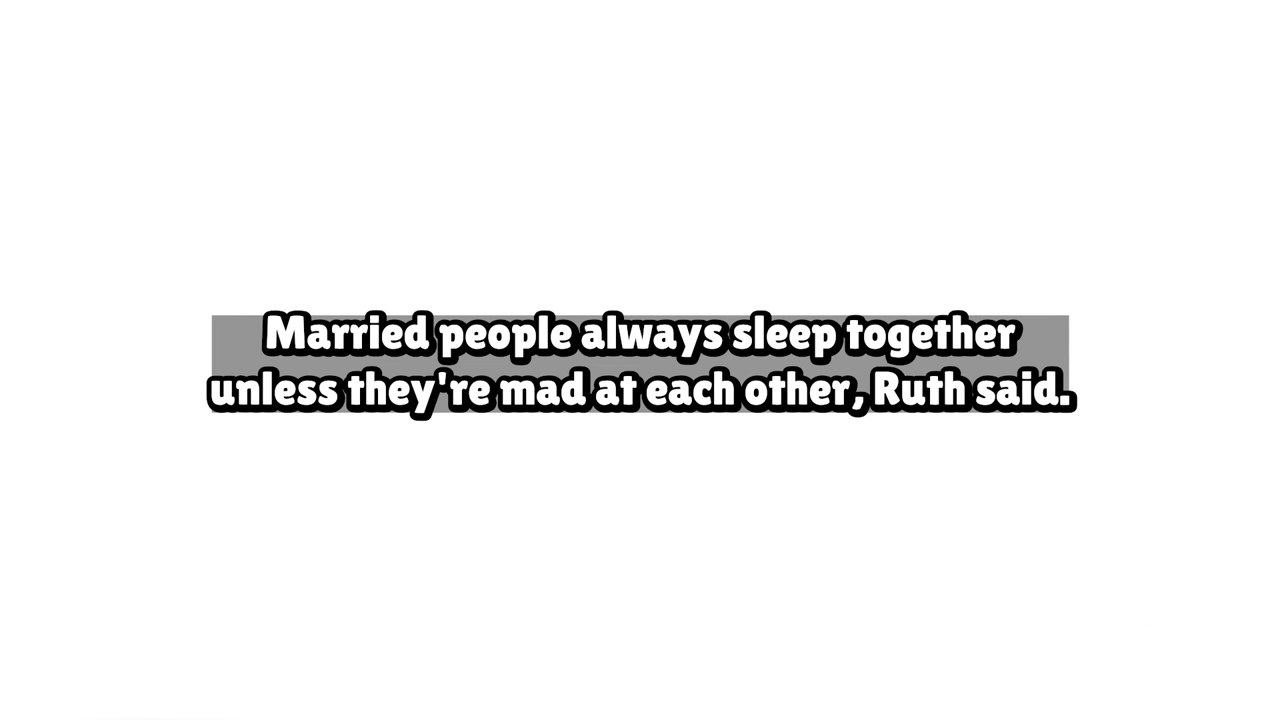 Married people always sleep together
unless they're mad at each other, Ruth said.